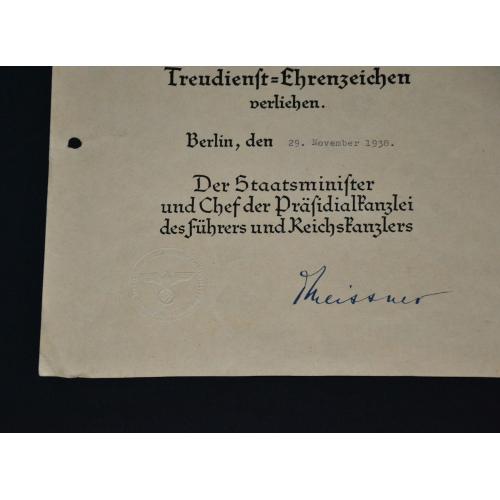 Treudienst=Ehrenzeichen
verliehen.
Berlin, den 29. November 1938.
Der Staatsminister
und Chef der Präsidialkanzlei
des Führers und Reichskanzlers
Meissner